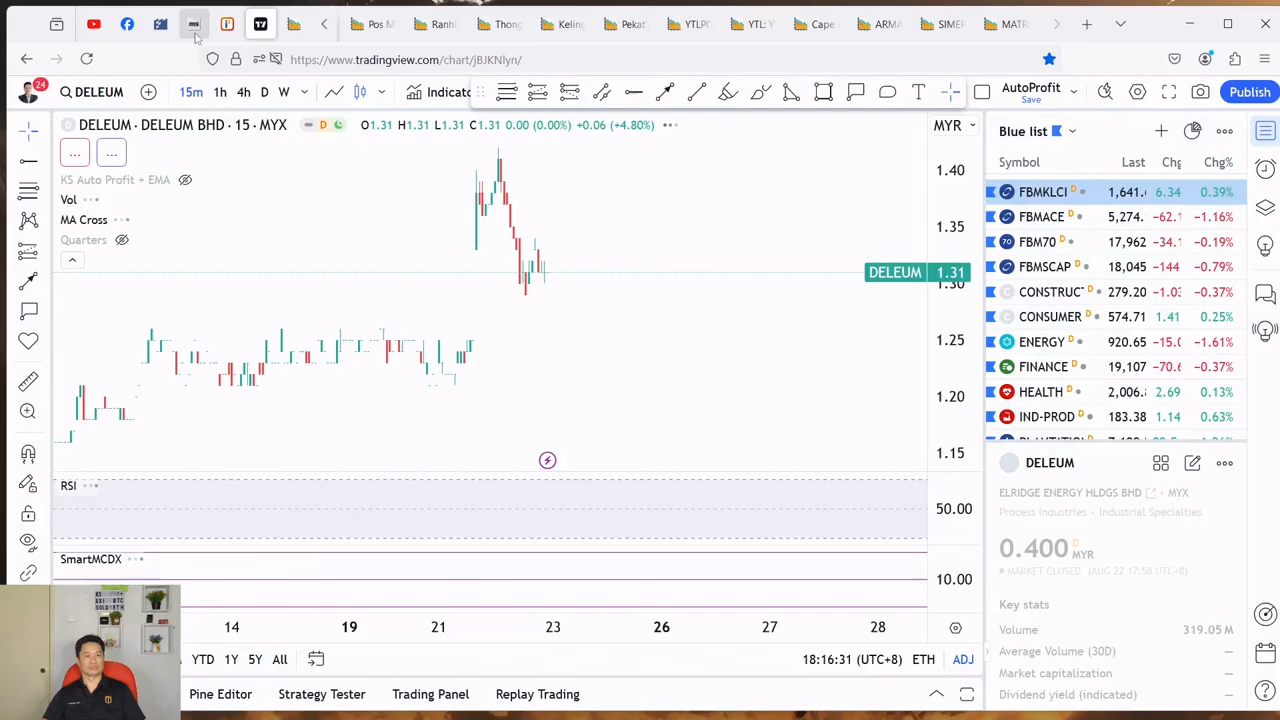 ms
Pos M
Ranhi
Thong
Keling
Pekat'
YTLPC
YTL: Y
Cape
ARMA
SIMEF
MATR
https://www.tradingview.com/chart/jBJKNlyn/
24
DELEUM
15m 1h 4h D W
Indicato
AutoProfit
Save
Publish
DELEUM · DELEUM BHD · 15 · MYX
D
O1.31 H1.31 L1.31 C1.31 0.00 (0.00%) +0.06 (+4.80%)
MYR
KS Auto Profit + EMA
Vol
MA Cross
Quarters
1.40
1.35
DELEUM 1.31
1.30
1.25
1.20
1.15
RSI
50.00
SmartMCDX
10.00
14 19 21 23 26 27 28
YTD 1Y 5Y All
18:16:31 (UTC+8) ETH ADJ
Pine Editor Strategy Tester Trading Panel Replay Trading
Blue list
Symbol Last Chg Chg%
FBMKLCI D 1,641. 6.34 0.39%
FBMACE D 5,274. −62.1 −1.16%
FBM70 D 17,962 −34.1 −0.19%
FBMSCAP D 18,045 −144 −0.79%
CONSTRUCT D 279.20 −1.03 −0.37%
CONSUMER D 574.71 1.41 0.25%
ENERGY D 920.65 −15.0 −1.61%
FINANCE D 19,107 −70.6 −0.37%
HEALTH D 2,006. 2.69 0.13%
IND-PROD D 183.38 1.14 0.63%
DELEUM
ELRIDGE ENERGY HLDGS BHD · MYX
Process Industries · Industrial Specialties
0.400 D MYR
MARKET CLOSED (AUG 22 17:58 UTC+8)
Key stats
Volume 319.05 M
Average Volume (30D) —
Market capitalization —
Dividend yield (indicated) —